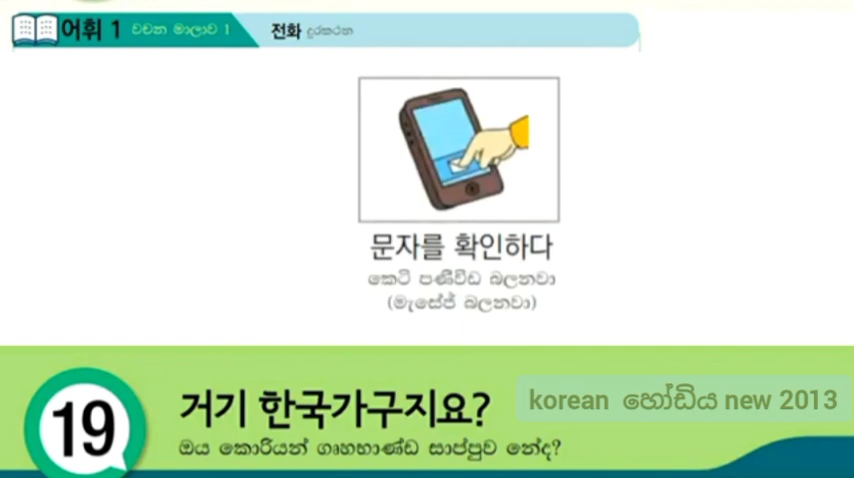 어휘 1 වචන මාලාව 1 전화 දුරකථන
문자를 확인하다
කෙටි පණිවිඩ බලනවා
(මැසේජ් බලනවා)
19 거기 한국가구지요?
ඔය කොරියන් ගෘහභාණ්ඩ සාප්පුව නේද?
korean හෝඩිය new 2013